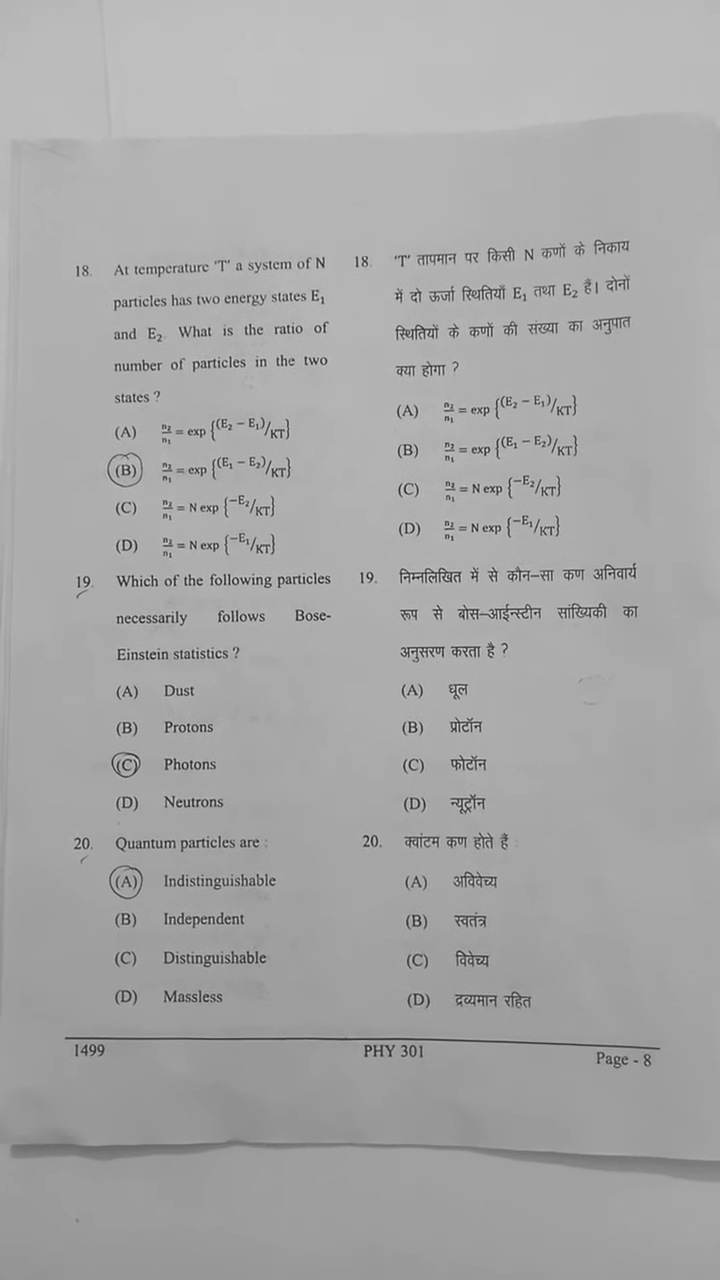 18. At temperature 'T' a system of N
particles has two energy states E₁
and E₂. What is the ratio of
number of particles in the two
states ?
(A) n₂/n₁ = exp {(E₂ − E₁)/KT}
(B) n₂/n₁ = exp {(E₁ − E₂)/KT}
(C) n₂/n₁ = N exp {−E₂/KT}
(D) n₂/n₁ = N exp {−E₁/KT}
19. Which of the following particles
necessarily follows Bose-
Einstein statistics ?
(A) Dust
(B) Protons
(C) Photons
(D) Neutrons
20. Quantum particles are :
(A) Indistinguishable
(B) Independent
(C) Distinguishable
(D) Massless
18. 'T' तापमान पर किसी N कणों के निकाय
में दो ऊर्जा स्थितियाँ E₁ तथा E₂ हैं। दोनों
स्थितियों के कणों की संख्या का अनुपात
क्या होगा ?
(A) n₂/n₁ = exp {(E₂ − E₁)/KT}
(B) n₂/n₁ = exp {(E₁ − E₂)/KT}
(C) n₂/n₁ = N exp {−E₂/KT}
(D) n₂/n₁ = N exp {−E₁/KT}
19. निम्नलिखित में से कौन-सा कण अनिवार्य
रूप से बोस-आईन्स्टीन सांख्यिकी का
अनुसरण करता है ?
(A) धूल
(B) प्रोटॉन
(C) फोटॉन
(D) न्यूट्रॉन
20. क्वांटम कण होते हैं :
(A) अविवेच्य
(B) स्वतंत्र
(C) विवेच्य
(D) द्रव्यमान रहित
1499 PHY 301 Page - 8